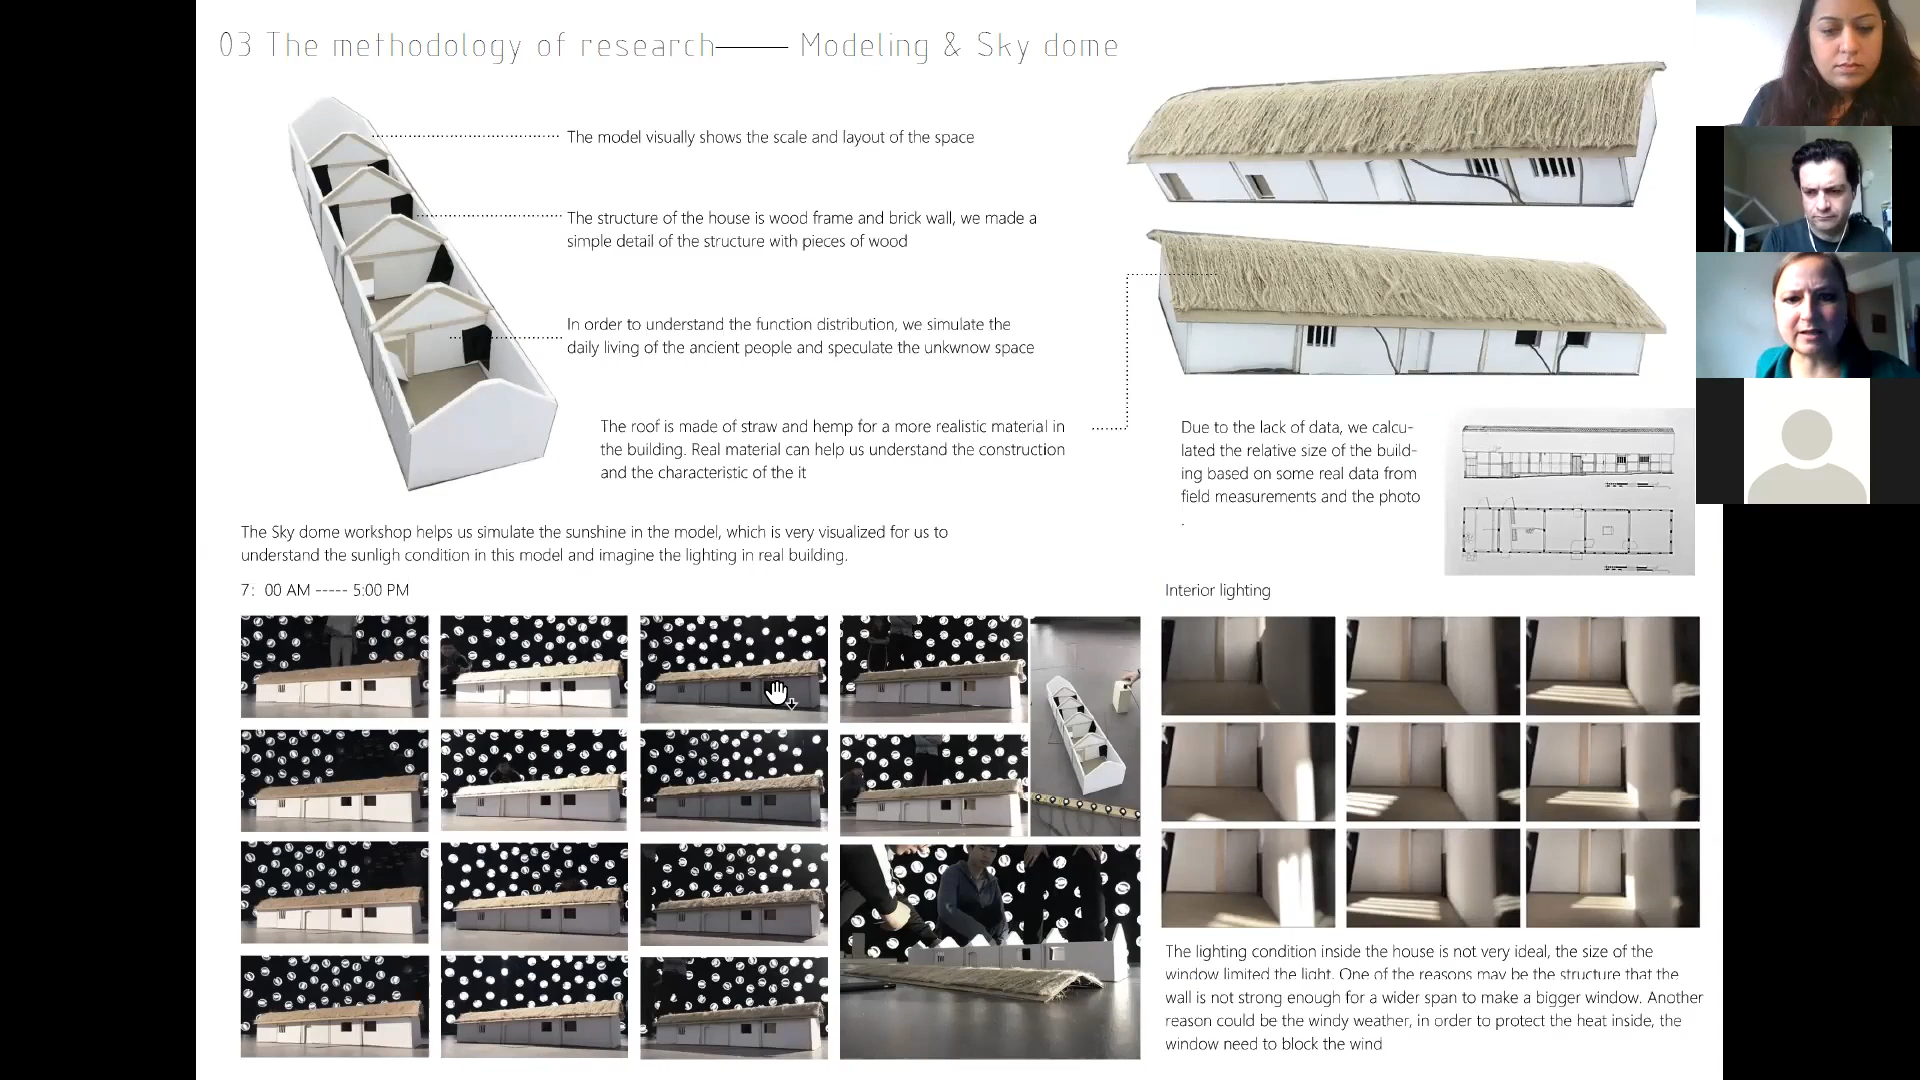 03 The methodology of research—— Modeling & Sky dome
The model visually shows the scale and layout of the space
The structure of the house is wood frame and brick wall, we made a
simple detail of the structure with pieces of wood
In order to understand the function distribution, we simulate the
daily living of the ancient people and speculate the unkwnow space
The roof is made of straw and hemp for a more realistic material in
the building. Real material can help us understand the construction
and the characteristic of the it
Due to the lack of data, we calcu-
lated the relative size of the build-
ing based on some real data from
field measurements and the photo
.
The Sky dome workshop helps us simulate the sunshine in the model, which is very visualized for us to
understand the sunligh condition in this model and imagine the lighting in real building.
7：00 AM ----- 5:00 PM
Interior lighting
The lighting condition inside the house is not very ideal, the size of the
window limited the light. One of the reasons may be the structure that the
wall is not strong enough for a wider span to make a bigger window. Another
reason could be the windy weather, in order to protect the heat inside, the
window need to block the wind